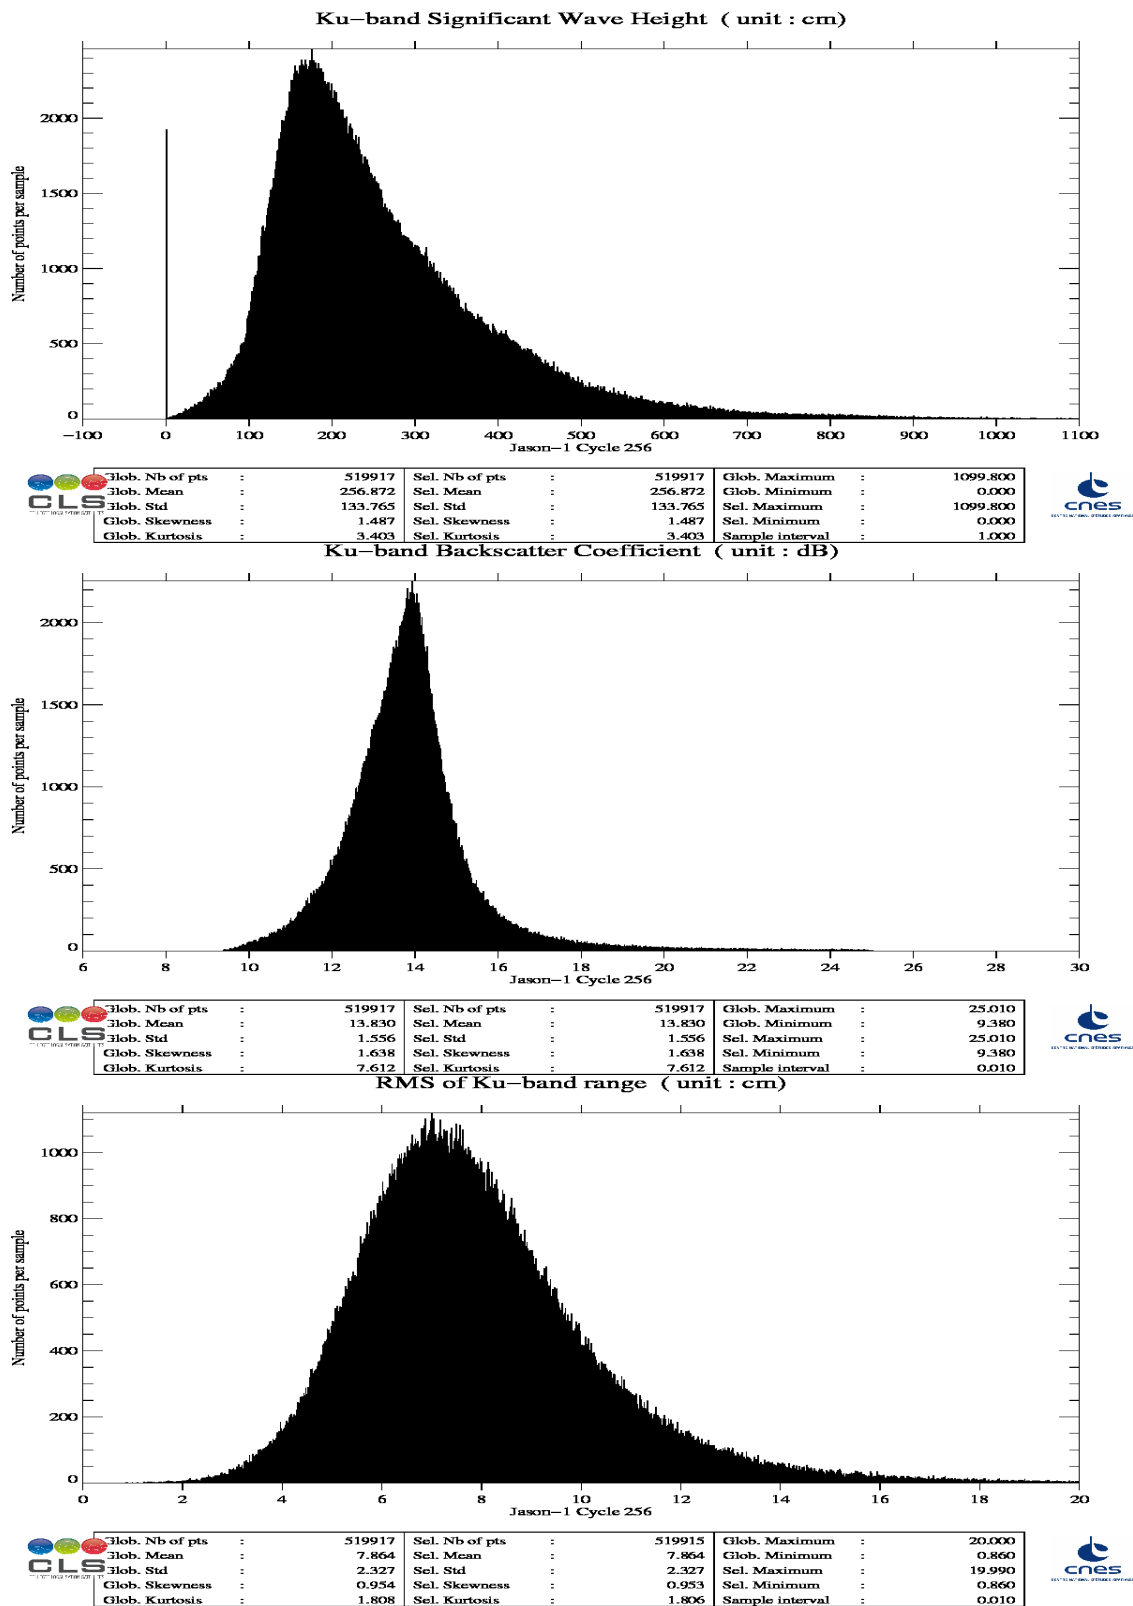 Ku-band Significant Wave Height ( unit : cm)
Number of points per sample
2000
1500
1000
500
0
-100 0 100 200 300 400 500 600 700 800 900 1000 1100
Jason-1 Cycle 256
CLS
Glob. Nb of pts : 519917 Sel. Nb of pts : 519917 Glob. Maximum : 1099.800
Glob. Mean : 256.872 Sel. Mean : 256.872 Glob. Minimum : 0.000
Glob. Std : 133.765 Sel. Std : 133.765 Sel. Maximum : 1099.800
Glob. Skewness : 1.487 Sel. Skewness : 1.487 Sel. Minimum : 0.000
Glob. Kurtosis : 3.403 Sel. Kurtosis : 3.403 Sample interval : 1.000
cnes
Ku-band Backscatter Coefficient ( unit : dB)
Number of points per sample
2000
1500
1000
500
0
6 8 10 12 14 16 18 20 22 24 26 28 30
Jason-1 Cycle 256
CLS
Glob. Nb of pts : 519917 Sel. Nb of pts : 519917 Glob. Maximum : 25.010
Glob. Mean : 13.830 Sel. Mean : 13.830 Glob. Minimum : 9.380
Glob. Std : 1.556 Sel. Std : 1.556 Sel. Maximum : 25.010
Glob. Skewness : 1.638 Sel. Skewness : 1.638 Sel. Minimum : 9.380
Glob. Kurtosis : 7.612 Sel. Kurtosis : 7.612 Sample interval : 0.010
cnes
RMS of Ku-band range ( unit : cm)
Number of points per sample
1000
800
600
400
200
0
0 2 4 6 8 10 12 14 16 18 20
Jason-1 Cycle 256
CLS
Glob. Nb of pts : 519917 Sel. Nb of pts : 519915 Glob. Maximum : 20.000
Glob. Mean : 7.864 Sel. Mean : 7.864 Glob. Minimum : 0.860
Glob. Std : 2.327 Sel. Std : 2.327 Sel. Maximum : 19.990
Glob. Skewness : 0.954 Sel. Skewness : 0.953 Sel. Minimum : 0.860
Glob. Kurtosis : 1.808 Sel. Kurtosis : 1.806 Sample interval : 0.010
cnes